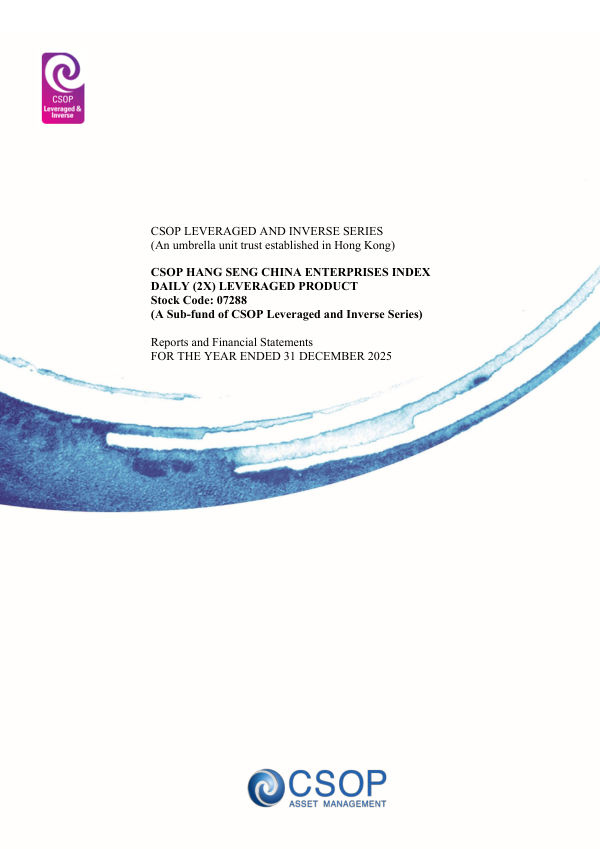 CSOP
Leveraged &
Inverse
CSOP LEVERAGED AND INVERSE SERIES
(An umbrella unit trust established in Hong Kong)
CSOP HANG SENG CHINA ENTERPRISES INDEX
DAILY (2X) LEVERAGED PRODUCT
Stock Code: 07288
(A Sub-fund of CSOP Leveraged and Inverse Series)
Reports and Financial Statements
FOR THE YEAR ENDED 31 DECEMBER 2025
CSOP
ASSET MANAGEMENT